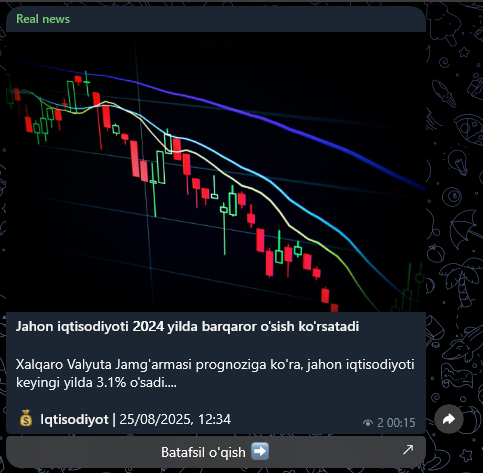 Real news
Jahon iqtisodiyoti 2024 yilda barqaror o'sish ko'rsatadi
Xalqaro Valyuta Jamg'armasi prognoziga ko'ra, jahon iqtisodiyoti
keyingi yilda 3.1% o'sadi....
💰 Iqtisodiyot | 25/08/2025, 12:34
2 00:15
Batafsil o'qish ➡️